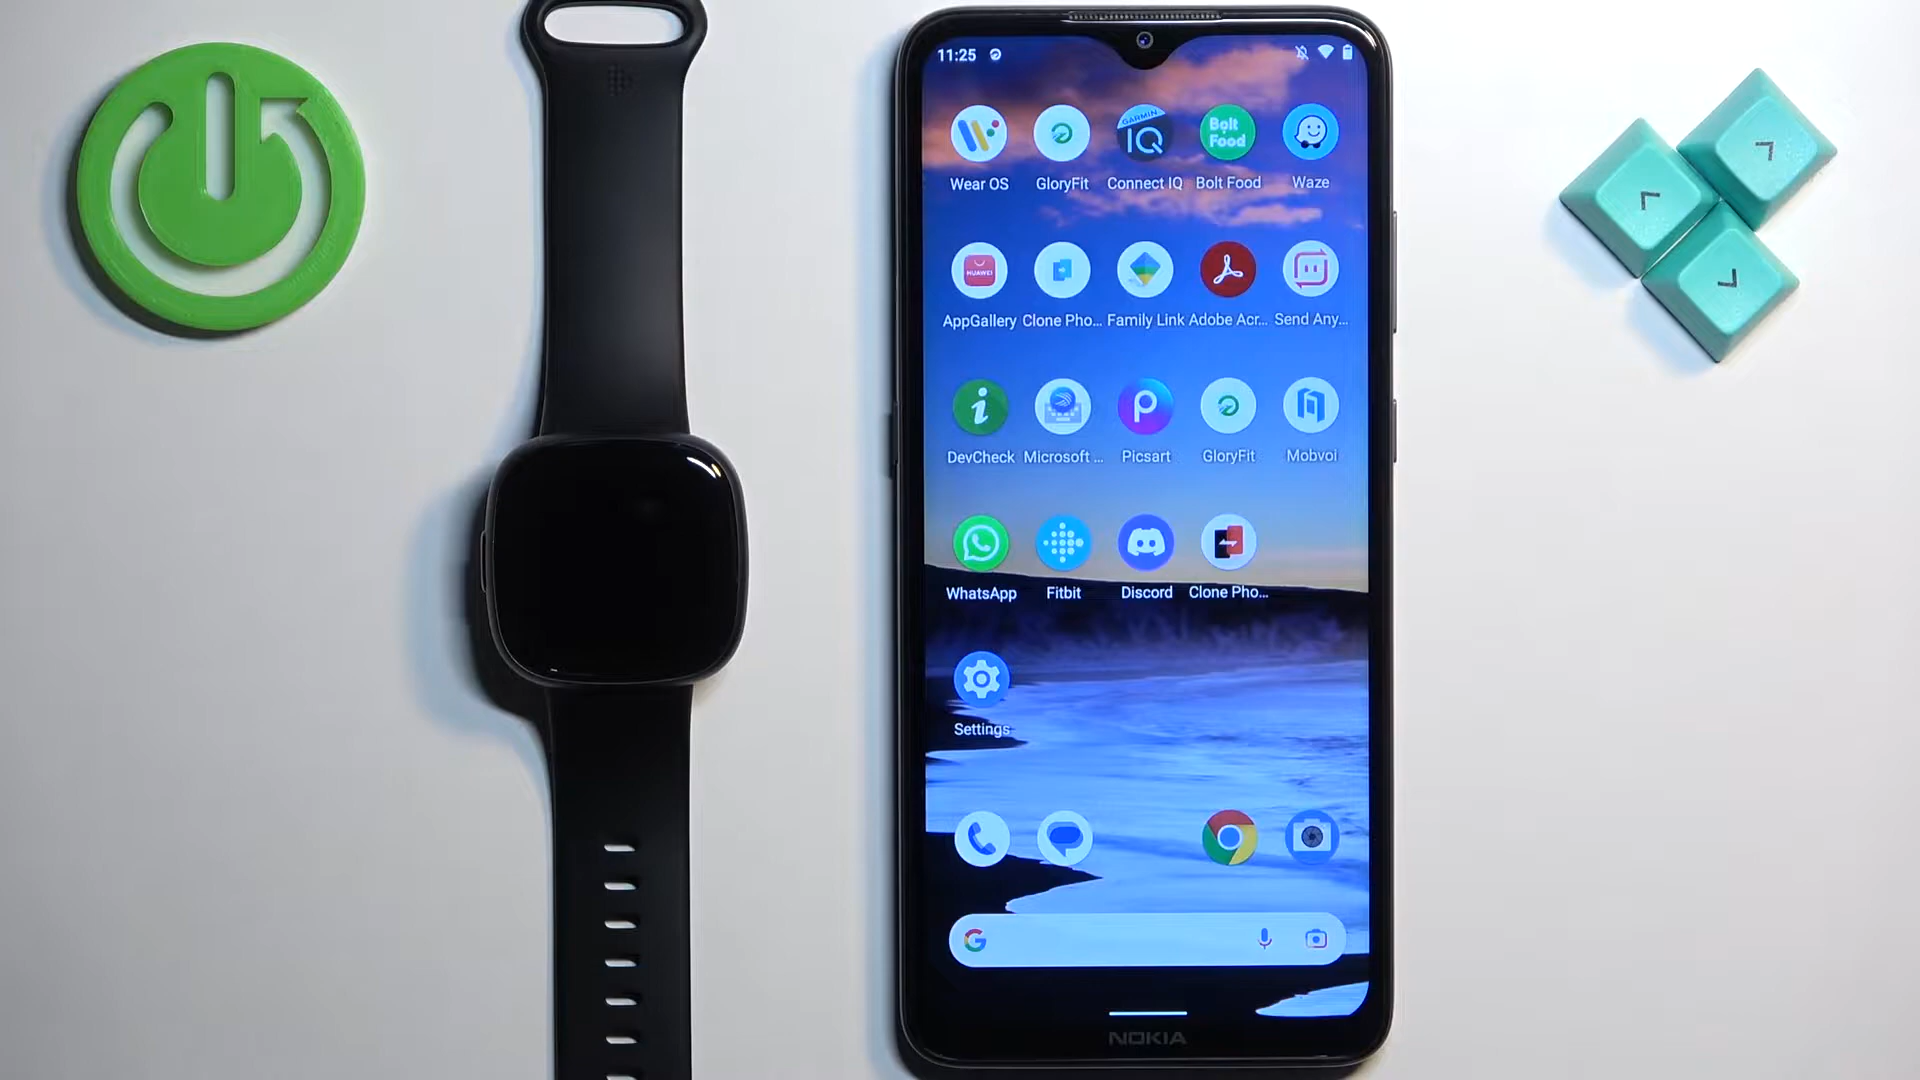 11:25
GARMIN
IQ
Bolt
Food
Wear OS GloryFit Connect IQ Bolt Food Waze
HUAWEI
AppGallery Clone Pho... Family Link Adobe Acr... Send Any...
DevCheck Microsoft ... Picsart GloryFit Mobvoi
WhatsApp Fitbit Discord Clone Pho...
Settings
NOKIA